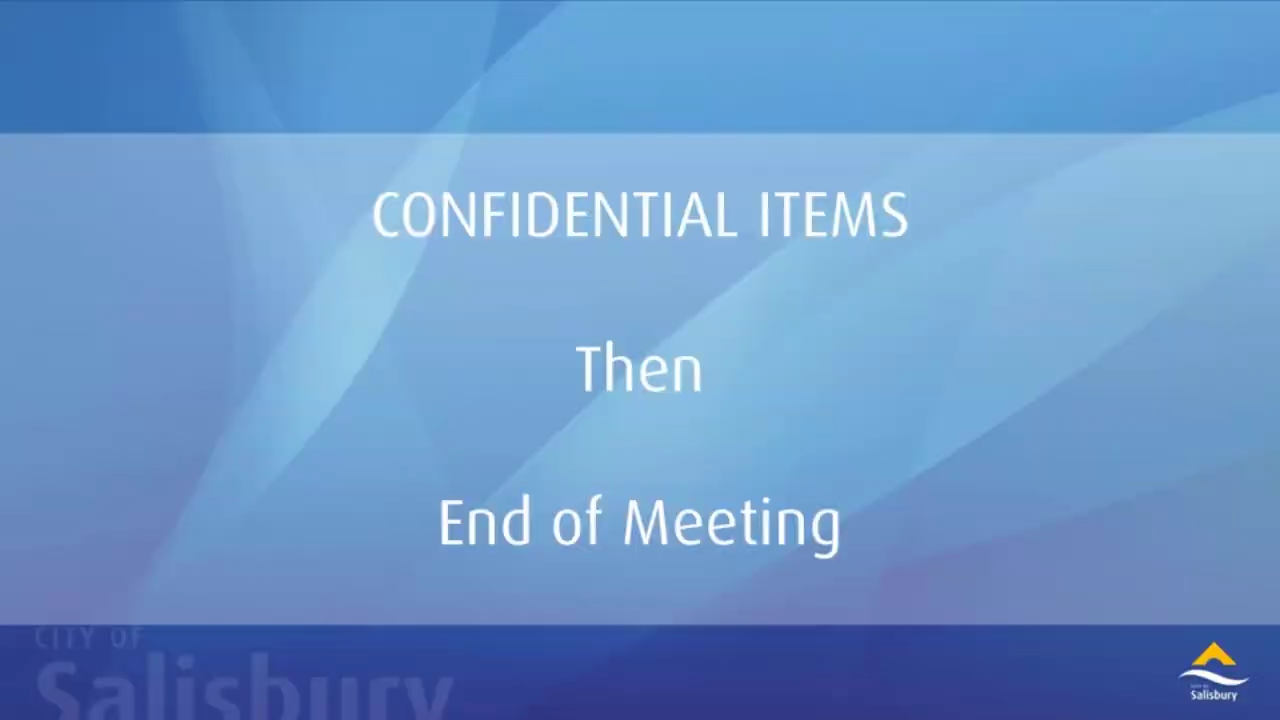 CONFIDENTIAL ITEMS
Then
End of Meeting
CITY OF
Salisbury
Salisbury